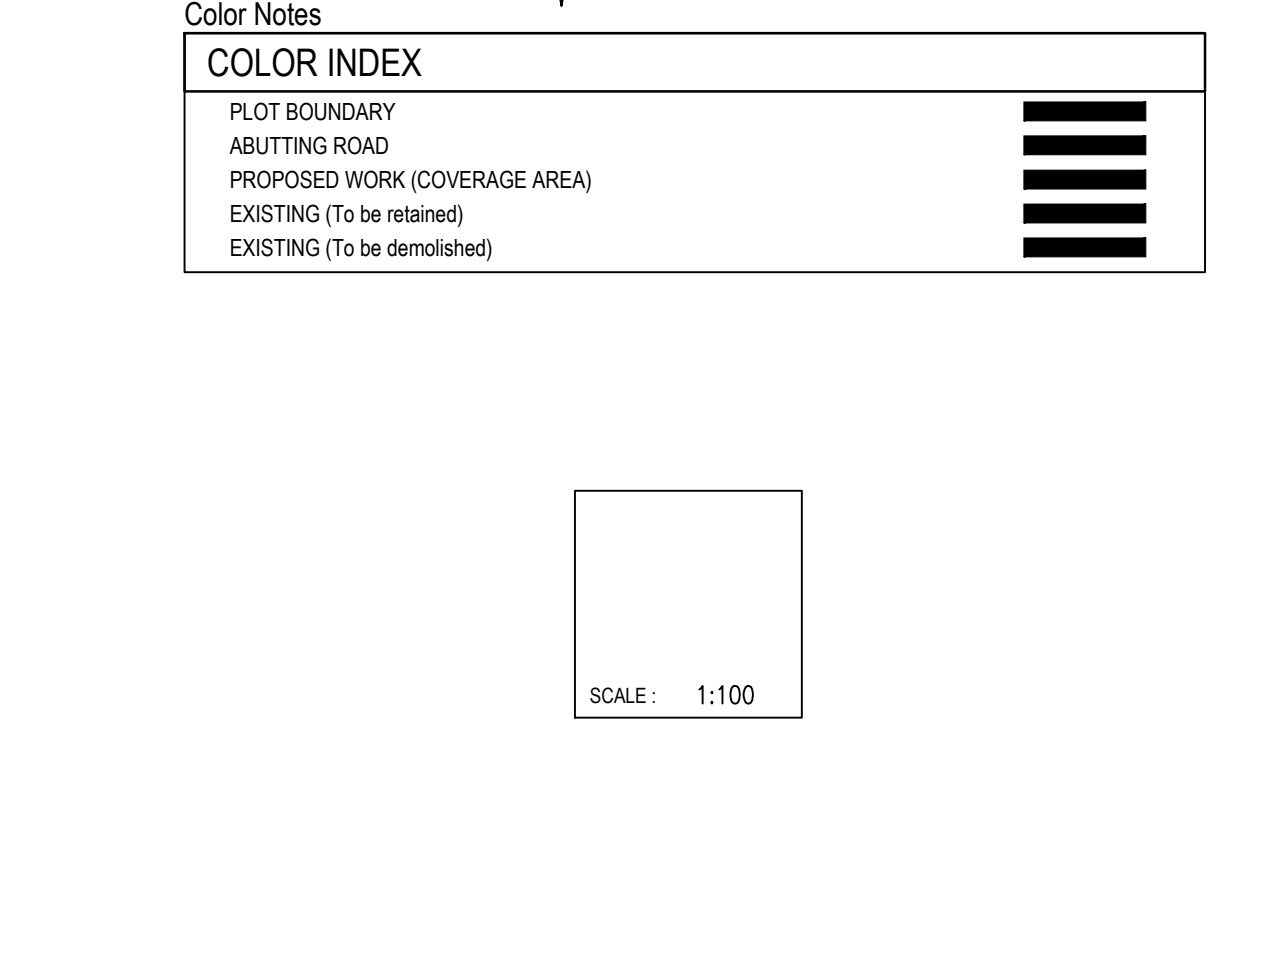 Color Notes
COLOR INDEX
PLOT BOUNDARY
ABUTTING ROAD
PROPOSED WORK (COVERAGE AREA)
EXISTING (To be retained)
EXISTING (To be demolished)
SCALE : 1:100